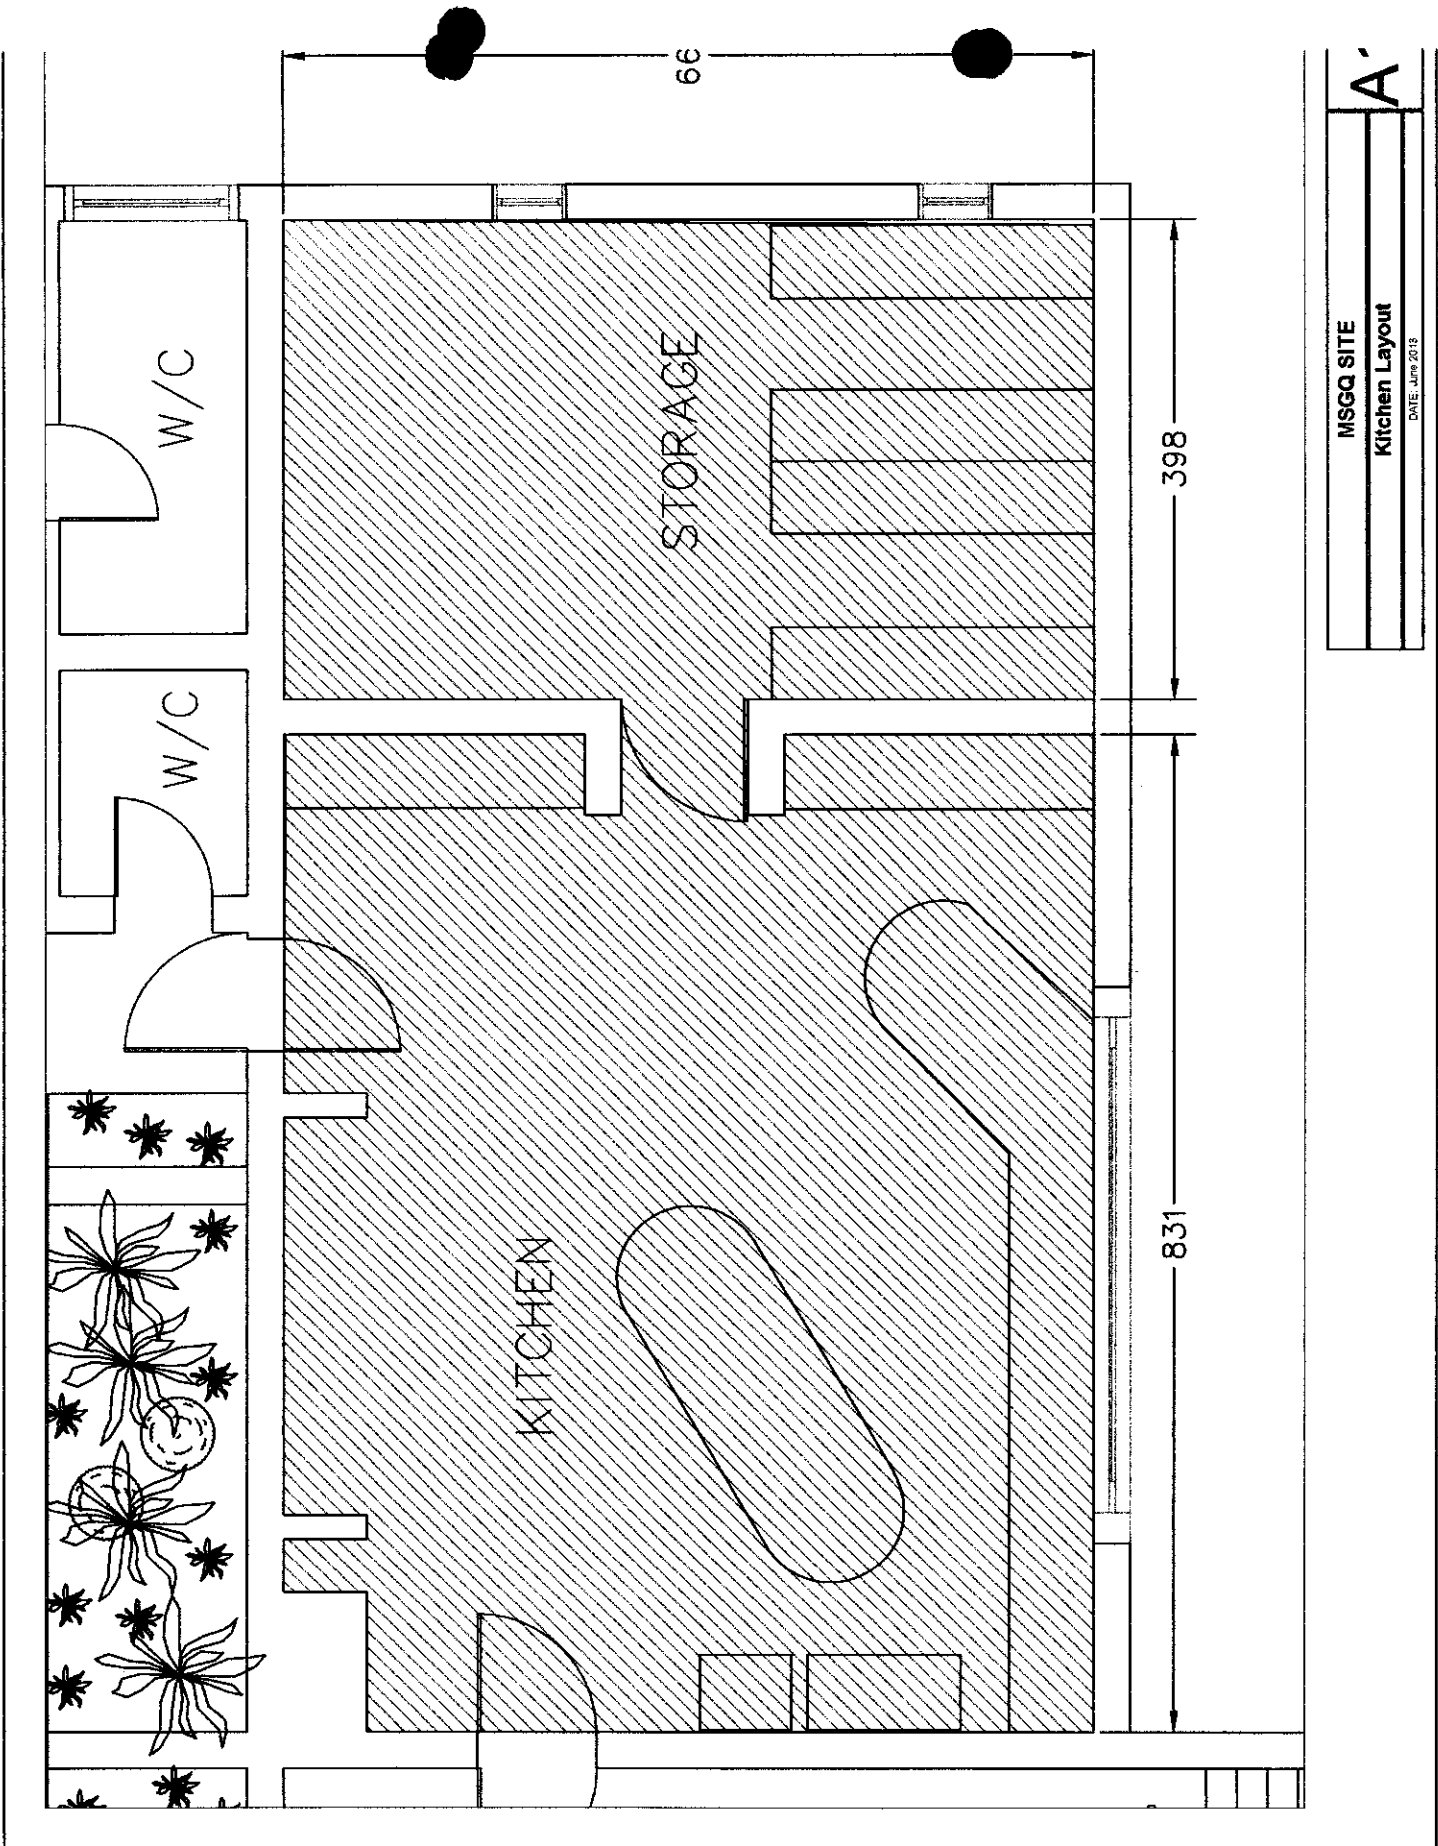 66
W/C
W/C
STORAGE
KITCHEN
398
831
A
MSGQ SITE
Kitchen Layout
DATE: June 2013